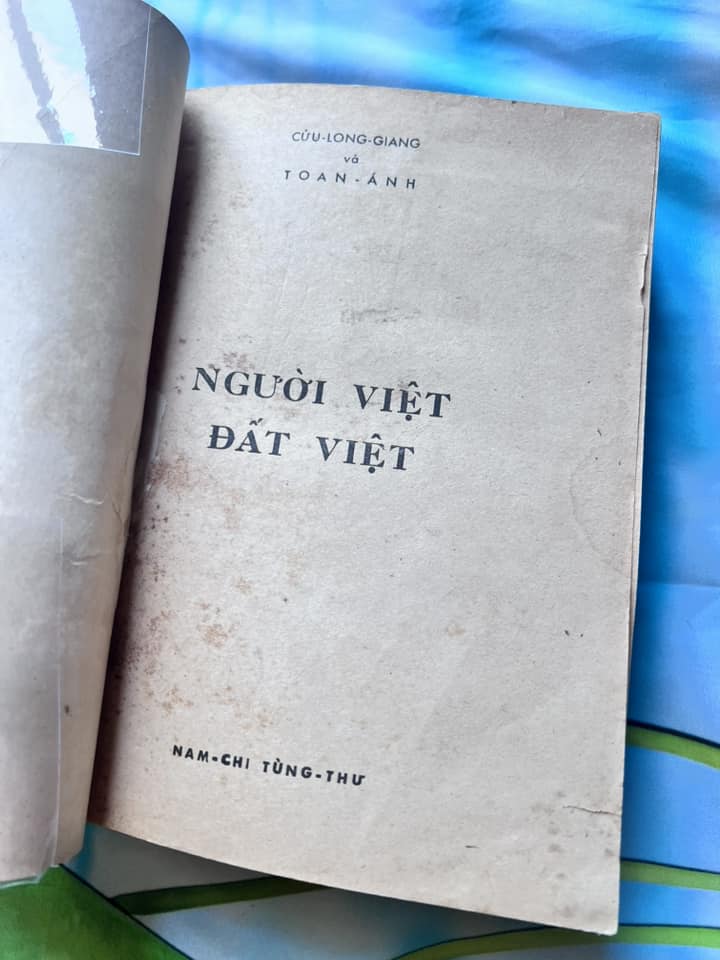 CỬU-LONG-GIANG
và
TOAN-ÁNH
NGƯỜI VIỆT
ĐẤT VIỆT
NAM-CHI TÙNG-THƯ